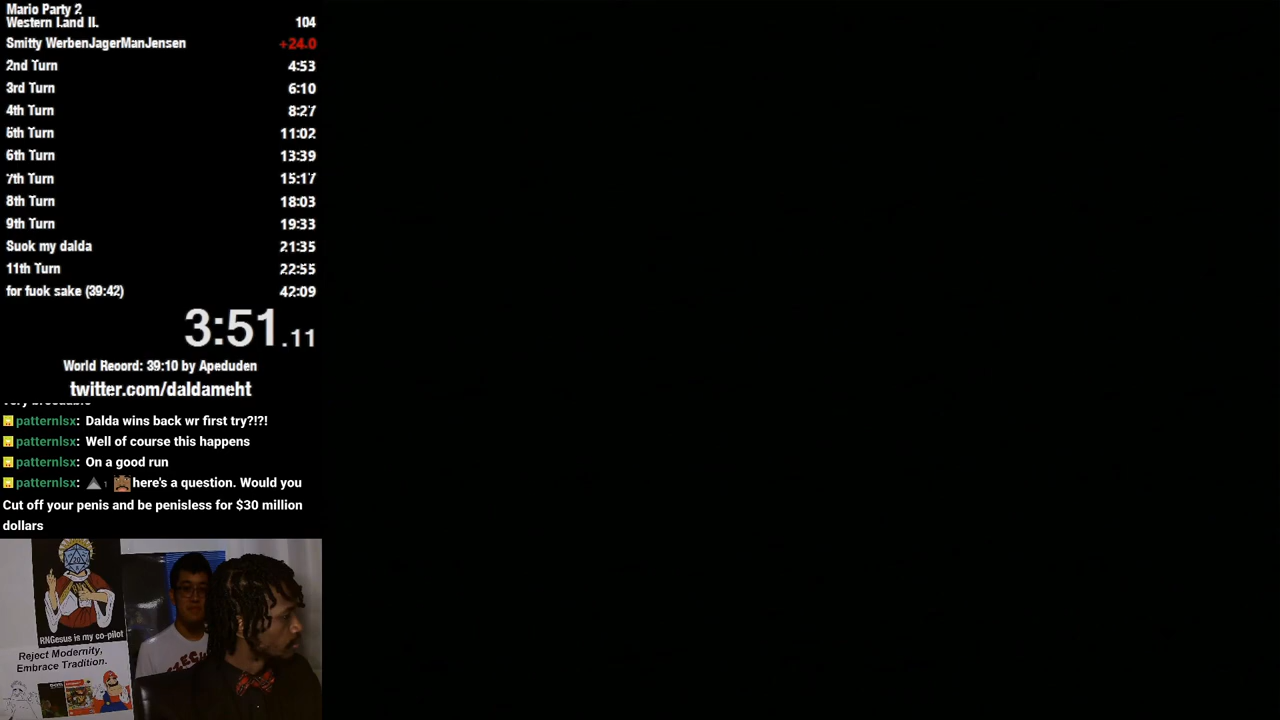 Mario Party 2
Western Land II. 104
Smitty WerbenJagerManJensen +24.0
2nd Turn 4:53
3rd Turn 6:10
4th Turn 8:27
5th Turn 11:02
6th Turn 13:39
7th Turn 15:17
8th Turn 18:03
9th Turn 19:33
Suok my dalda 21:35
11th Turn 22:55
for fuok sake (39:42) 42:09
3:51.11
World Reoord: 39:10 by Apeduden
twitter.com/daldameht
patternlsx: Dalda wins back wr first try?!?!
patternlsx: Well of course this happens
patternlsx: On a good run
patternlsx: 1 here's a question. Would you
Cut off your penis and be penisless for $30 million
dollars
RNGesus is my co-pilot
Reject Modernity,
Embrace Tradition.